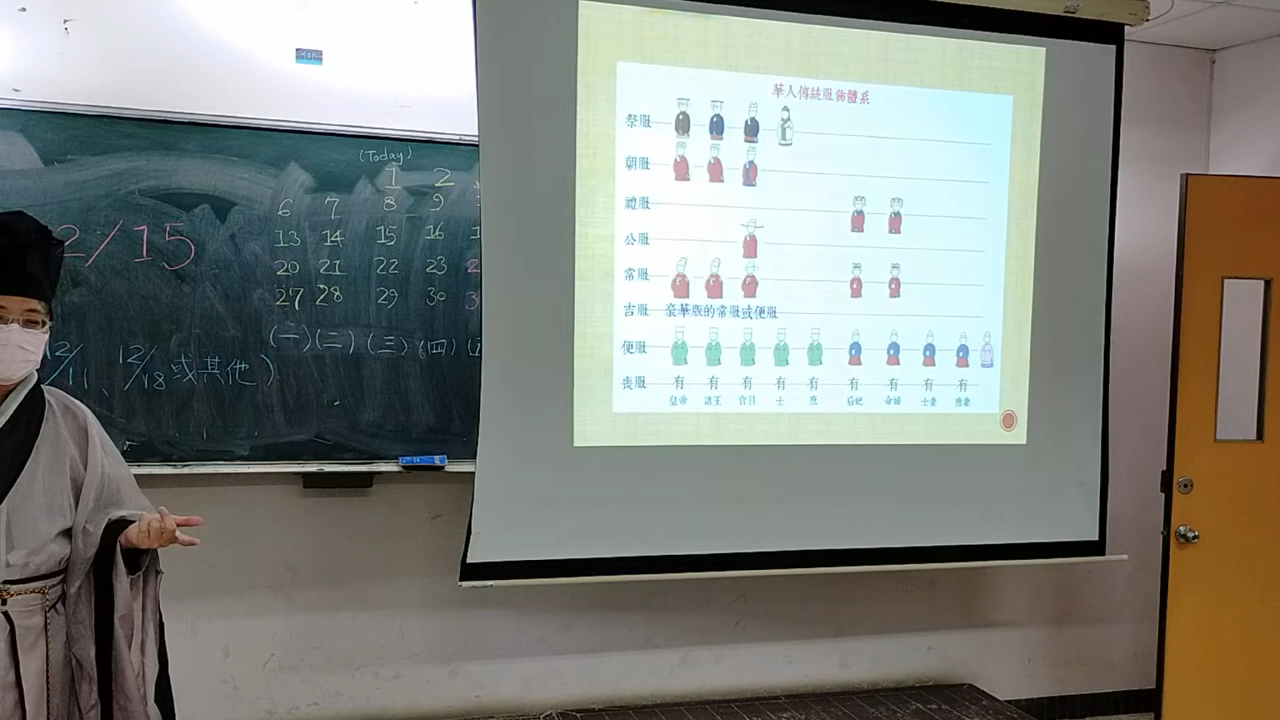 (Today)
1 2
6 7 8 9
13 14 15 16
20 21 22 23
27 28 29 30
(一) (二) (三) (四)
2/15
12/11、12/18 或其他)
華人傳統服飾體系
祭服
朝服
禮服
公服
常服
吉服 豪華版的常服或便服
便服
喪服 有 有 有 有 有 有 有 有 有
皇帝 諸王 官員 士 庶 后妃 命婦 士妻 庶妻